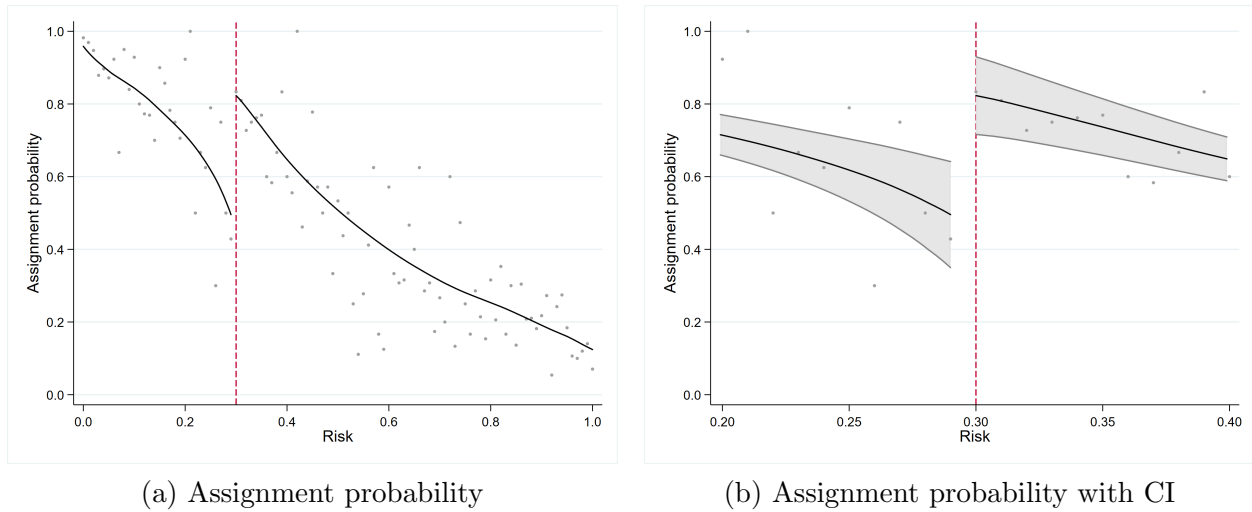 Assignment probability
1.0
0.8
0.6
0.4
0.2
0.0
0.0 0.2 0.4 0.6 0.8 1.0
Risk
(a) Assignment probability
Assignment probability
1.0
0.8
0.6
0.4
0.2
0.0
0.20 0.25 0.30 0.35 0.40
Risk
(b) Assignment probability with CI